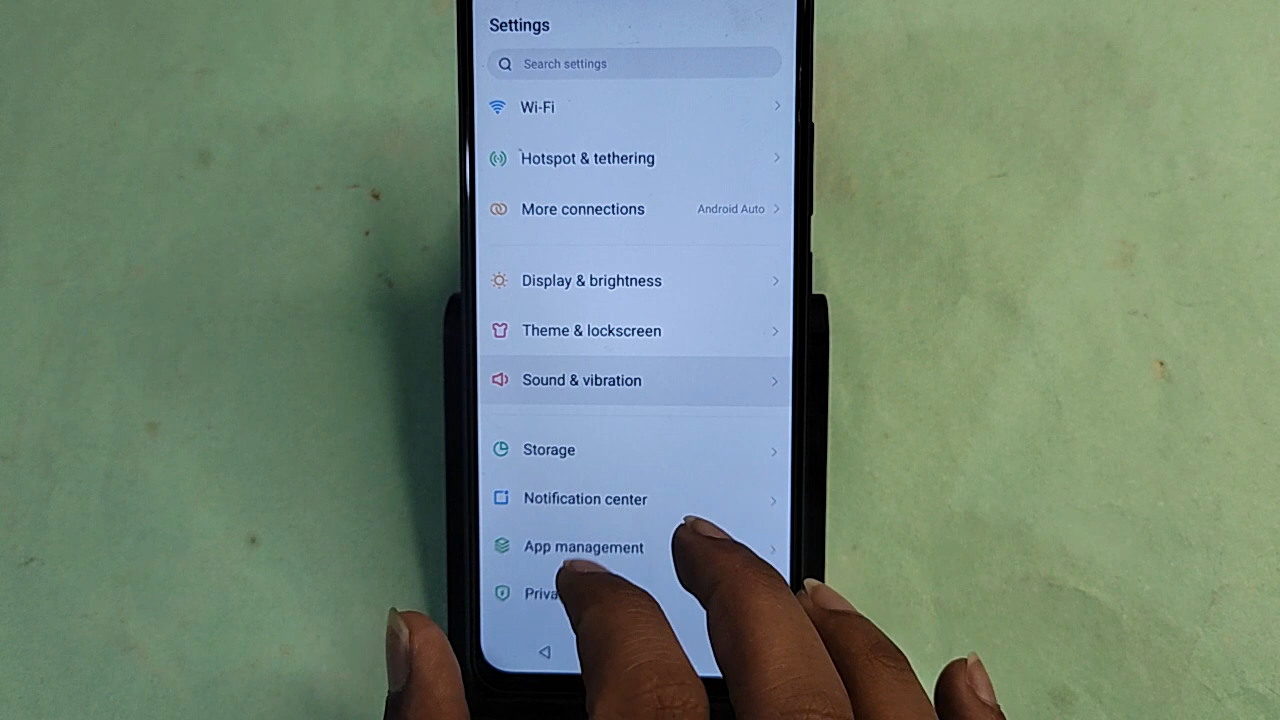 Settings
Search settings
Wi-Fi
Hotspot & tethering
More connections Android Auto
Display & brightness
Theme & lockscreen
Sound & vibration
Storage
Notification center
App management